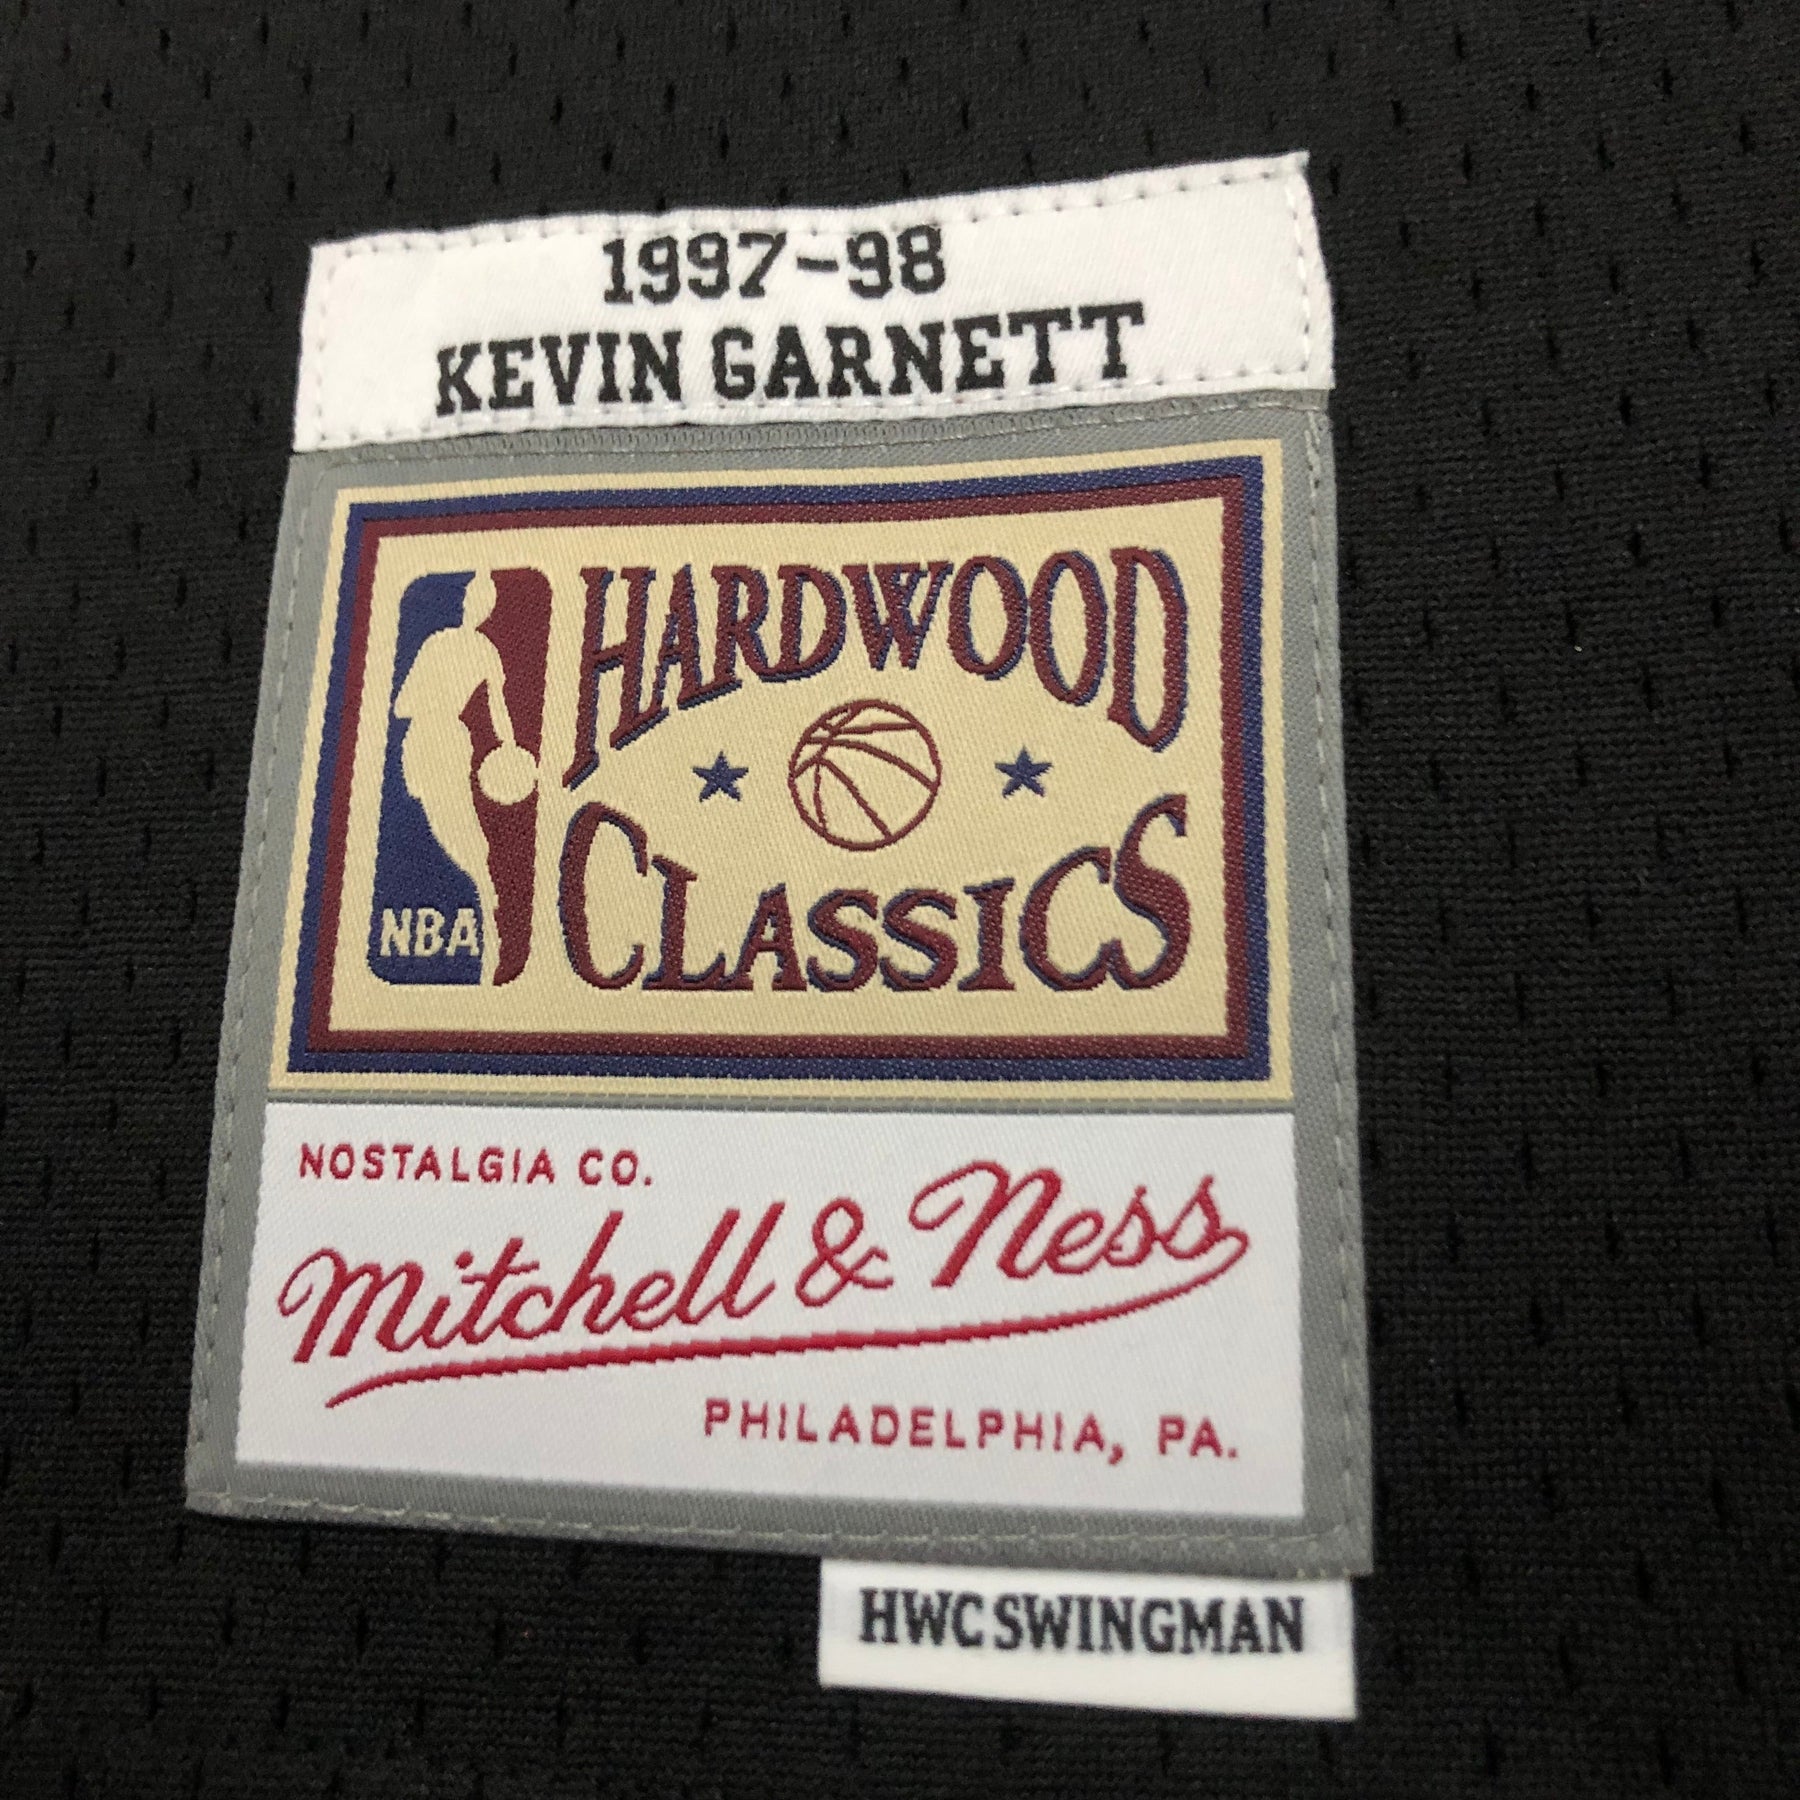 1997-98
KEVIN GARNETT
HARDWOOD
CLASSICS
NBA
NOSTALGIA CO.
Mitchell & Ness
PHILADELPHIA, PA.
HWC SWINGMAN